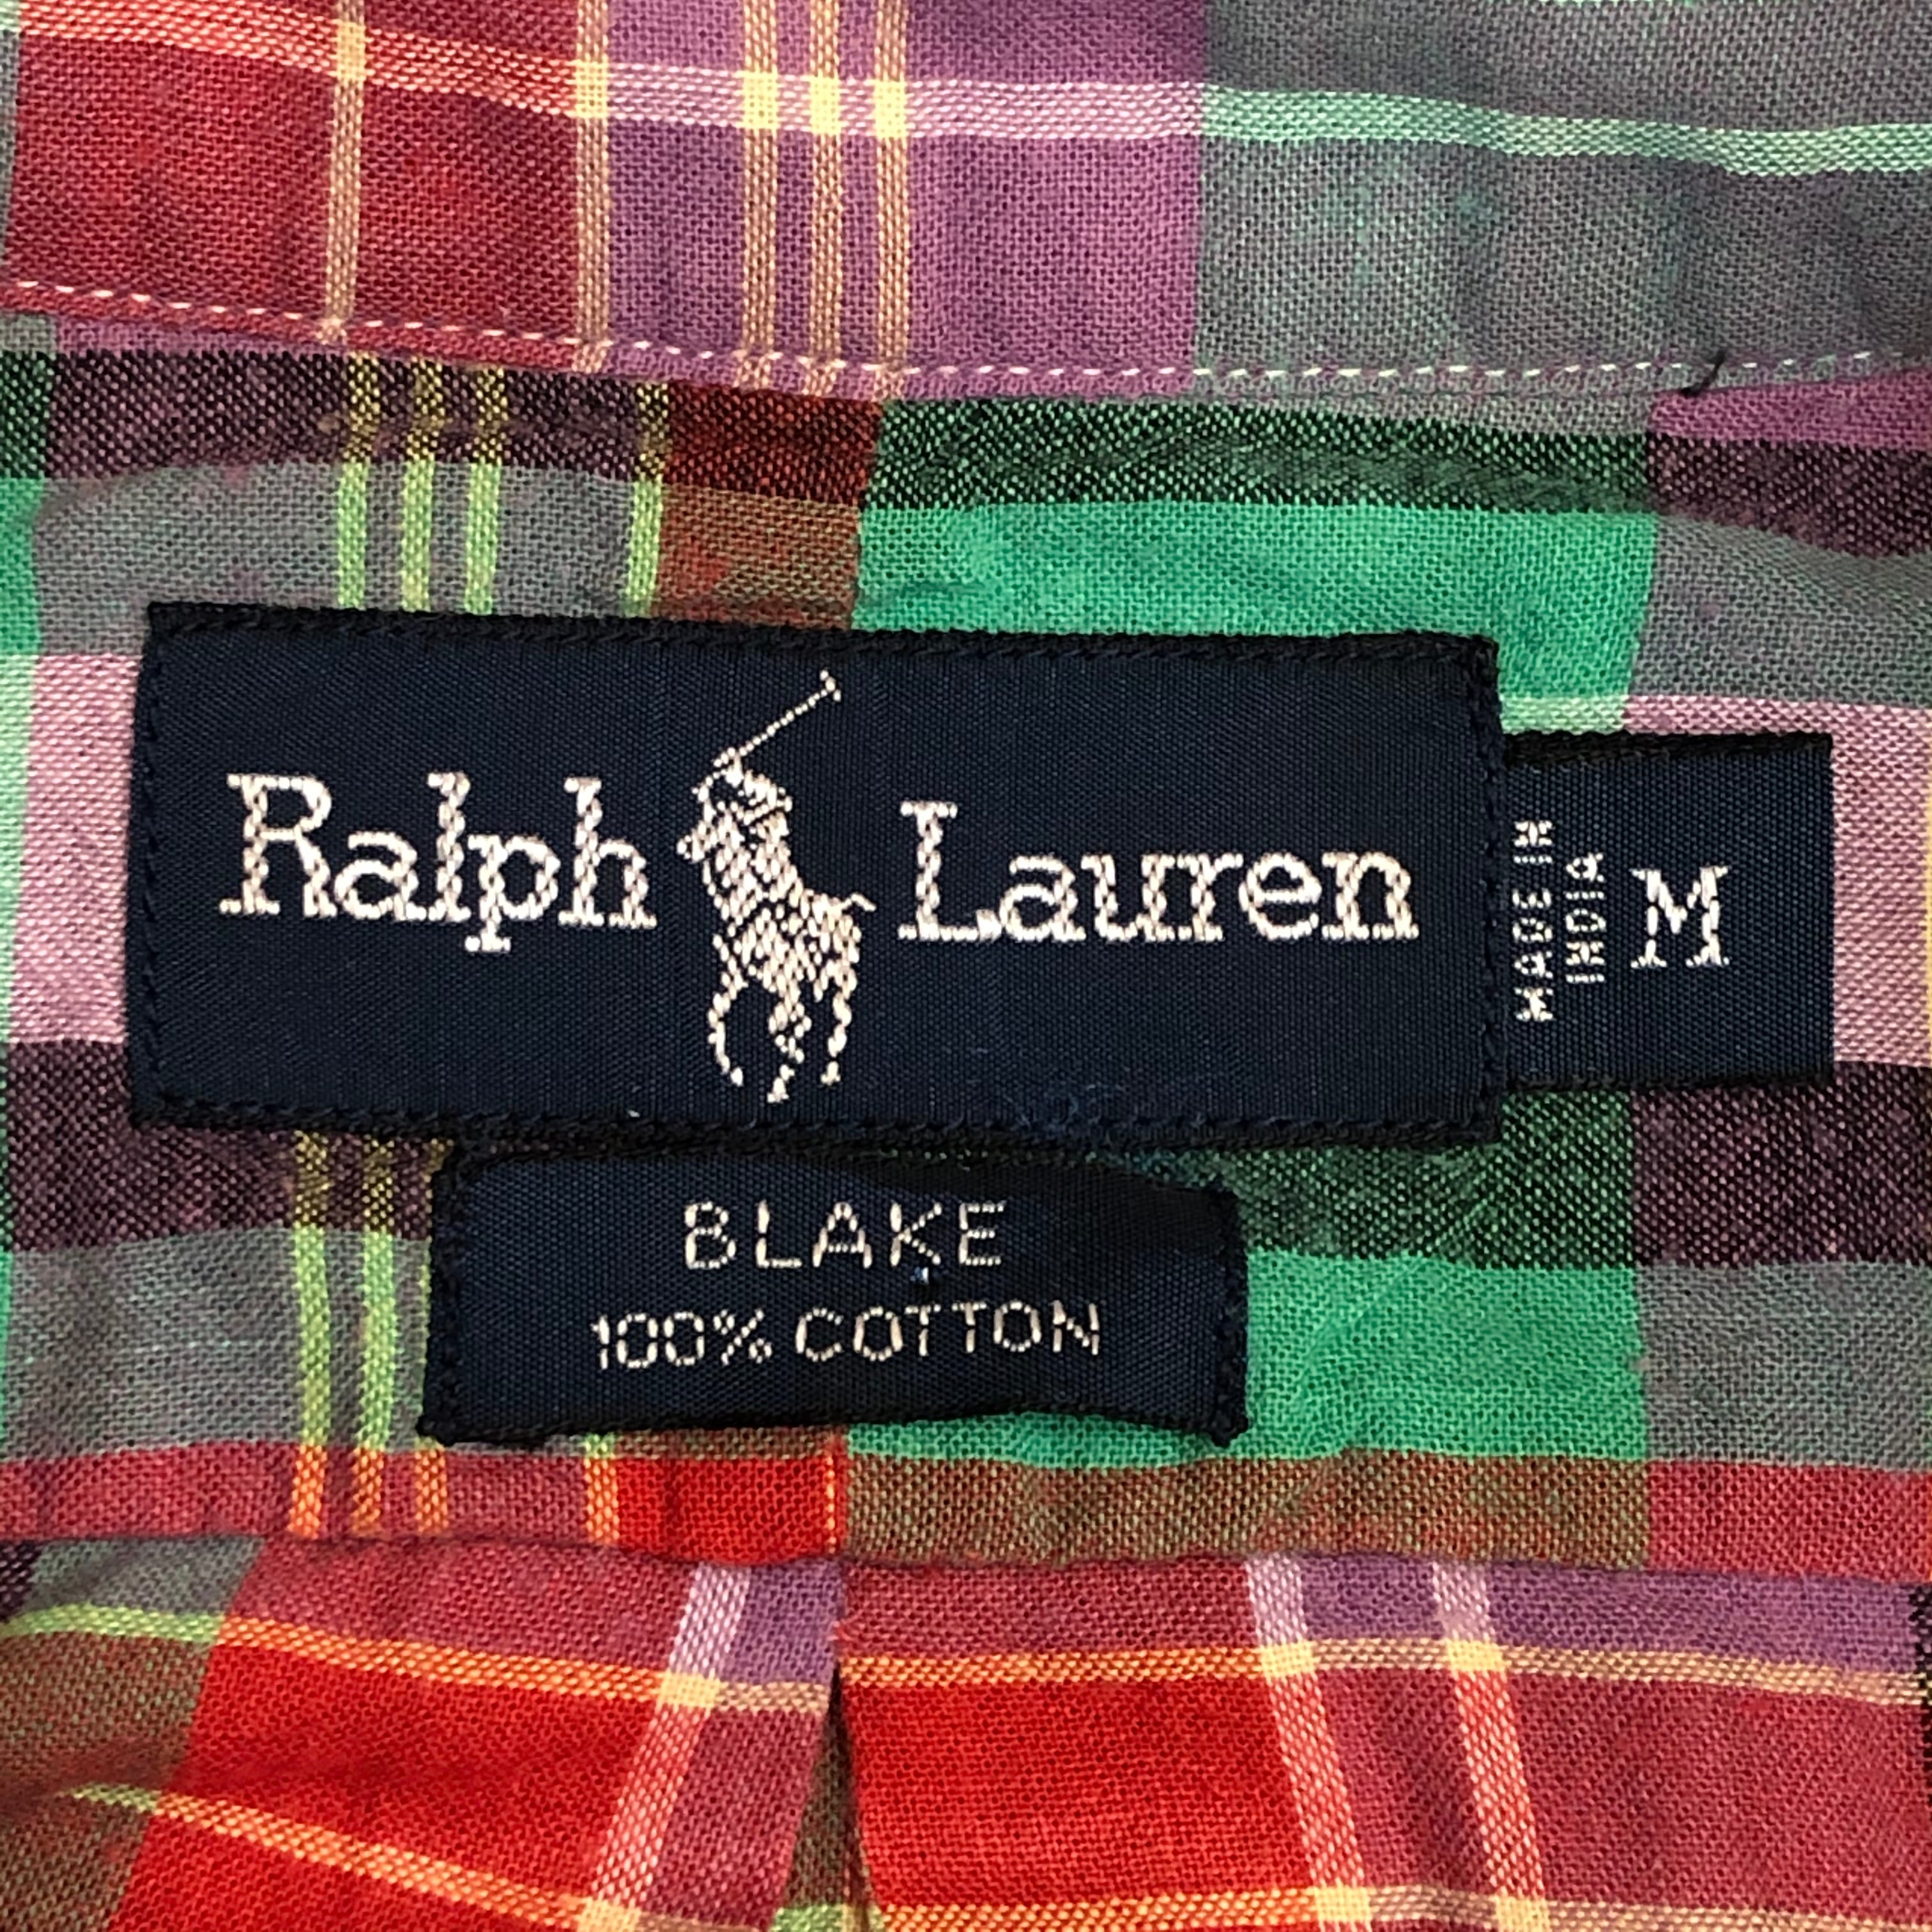 Ralph Lauren
MADE IN
INDIA
M
BLAKE
100% COTTON